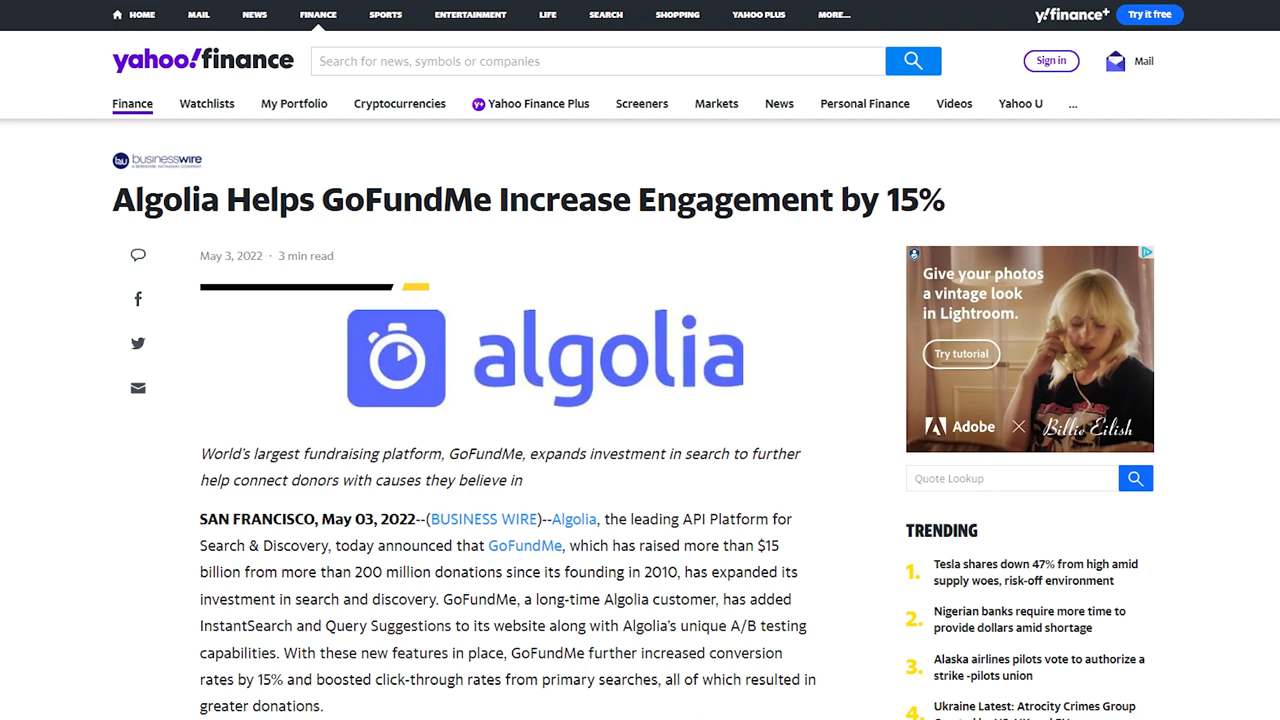 HOME MAIL NEWS FINANCE SPORTS ENTERTAINMENT LIFE SEARCH SHOPPING YAHOO PLUS MORE...
y!finance+ Try it free
yahoo!finance
Search for news, symbols or companies
Sign in
Mail
Finance Watchlists My Portfolio Cryptocurrencies Y+ Yahoo Finance Plus Screeners Markets News Personal Finance Videos Yahoo U ...
businesswire
A BERKSHIRE HATHAWAY COMPANY
Algolia Helps GoFundMe Increase Engagement by 15%
May 3, 2022 · 3 min read
algolia
World's largest fundraising platform, GoFundMe, expands investment in search to further
help connect donors with causes they believe in
SAN FRANCISCO, May 03, 2022--(BUSINESS WIRE)--Algolia, the leading API Platform for
Search & Discovery, today announced that GoFundMe, which has raised more than $15
billion from more than 200 million donations since its founding in 2010, has expanded its
investment in search and discovery. GoFundMe, a long-time Algolia customer, has added
InstantSearch and Query Suggestions to its website along with Algolia's unique A/B testing
capabilities. With these new features in place, GoFundMe further increased conversion
rates by 15% and boosted click-through rates from primary searches, all of which resulted in
greater donations.
Give your photos
a vintage look
in Lightroom.
Try tutorial
Adobe × Billie Eilish
Quote Lookup
TRENDING
1. Tesla shares down 47% from high amid
supply woes, risk-off environment
2. Nigerian banks require more time to
provide dollars amid shortage
3. Alaska airlines pilots vote to authorize a
strike -pilots union
4. Ukraine Latest: Atrocity Crimes Group